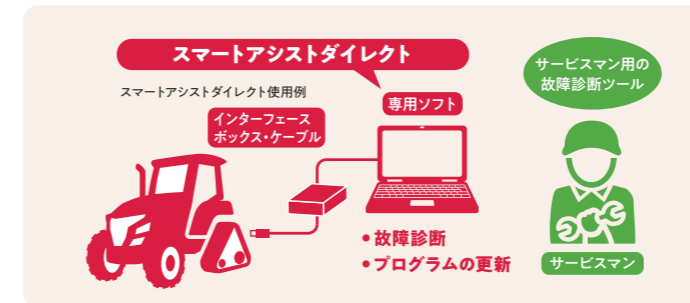 スマートアシストダイレクト
スマートアシストダイレクト使用例
インターフェース
ボックス・ケーブル
専用ソフト
•故障診断
•プログラムの更新
サービスマン用の
故障診断ツール
サービスマン